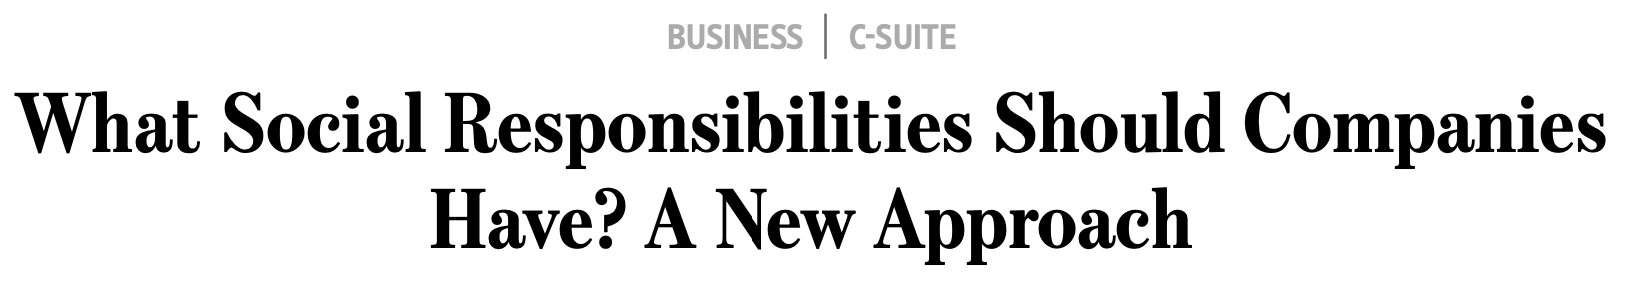 BUSINESS | C-SUITE
What Social Responsibilities Should Companies
Have? A New Approach